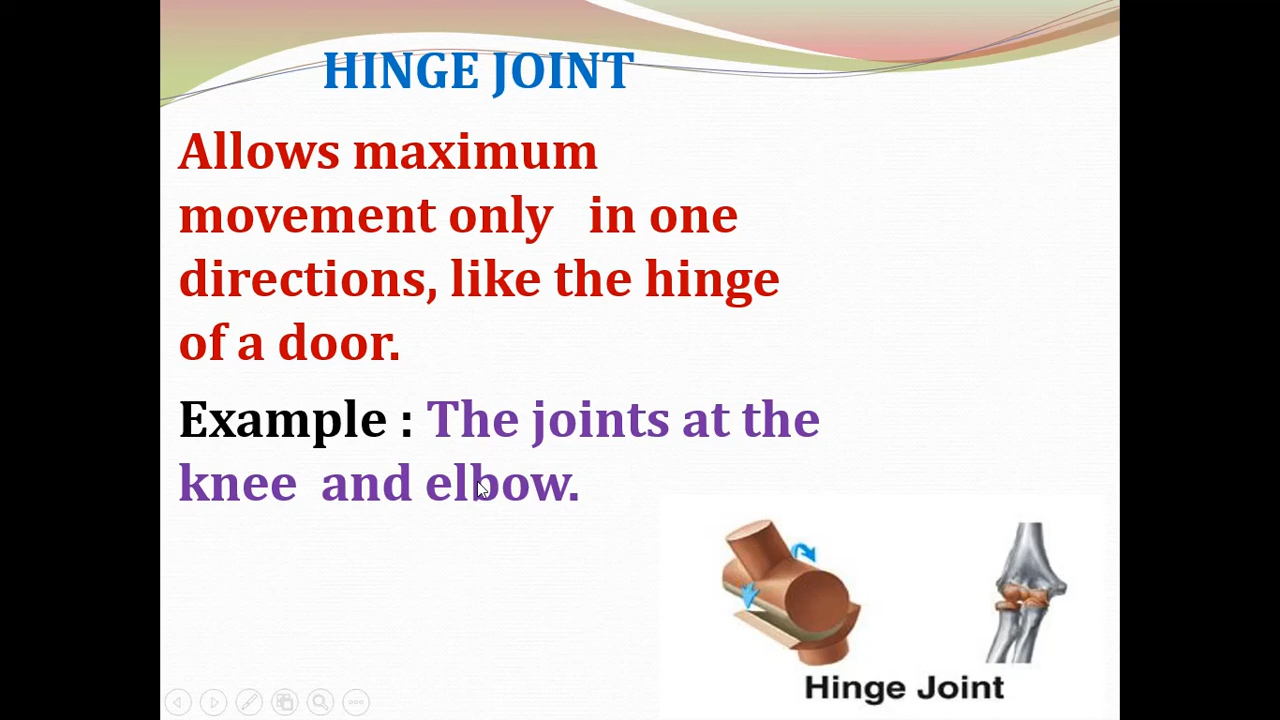 HINGE JOINT
Allows maximum
movement only in one
directions, like the hinge
of a door.
Example : The joints at the
knee and elbow.
Hinge Joint